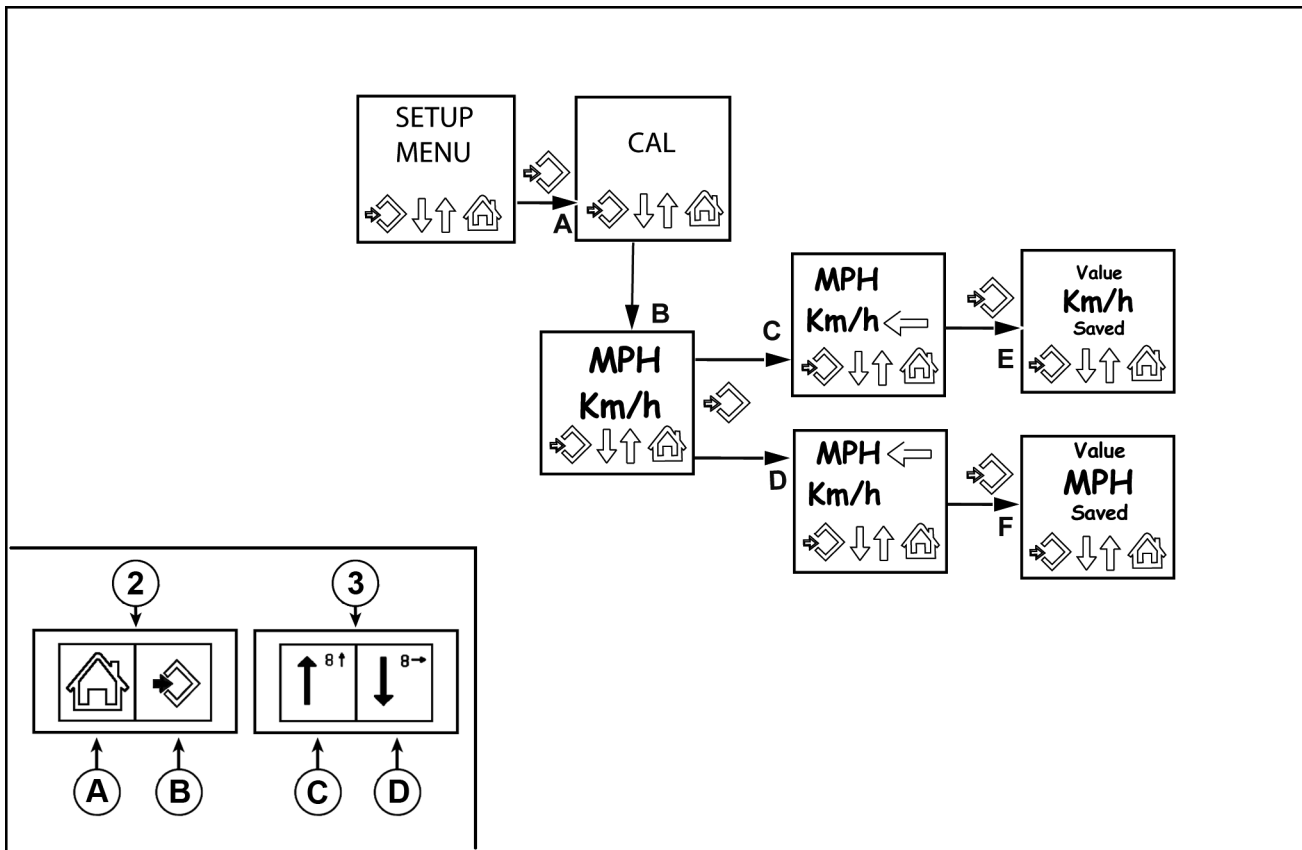 SETUP
MENU
A
CAL
B
MPH
Km/h
C
MPH
Km/h
E
Value
Km/h
Saved
D
MPH
Km/h
F
Value
MPH
Saved
2
3
8
8
A
B
C
D